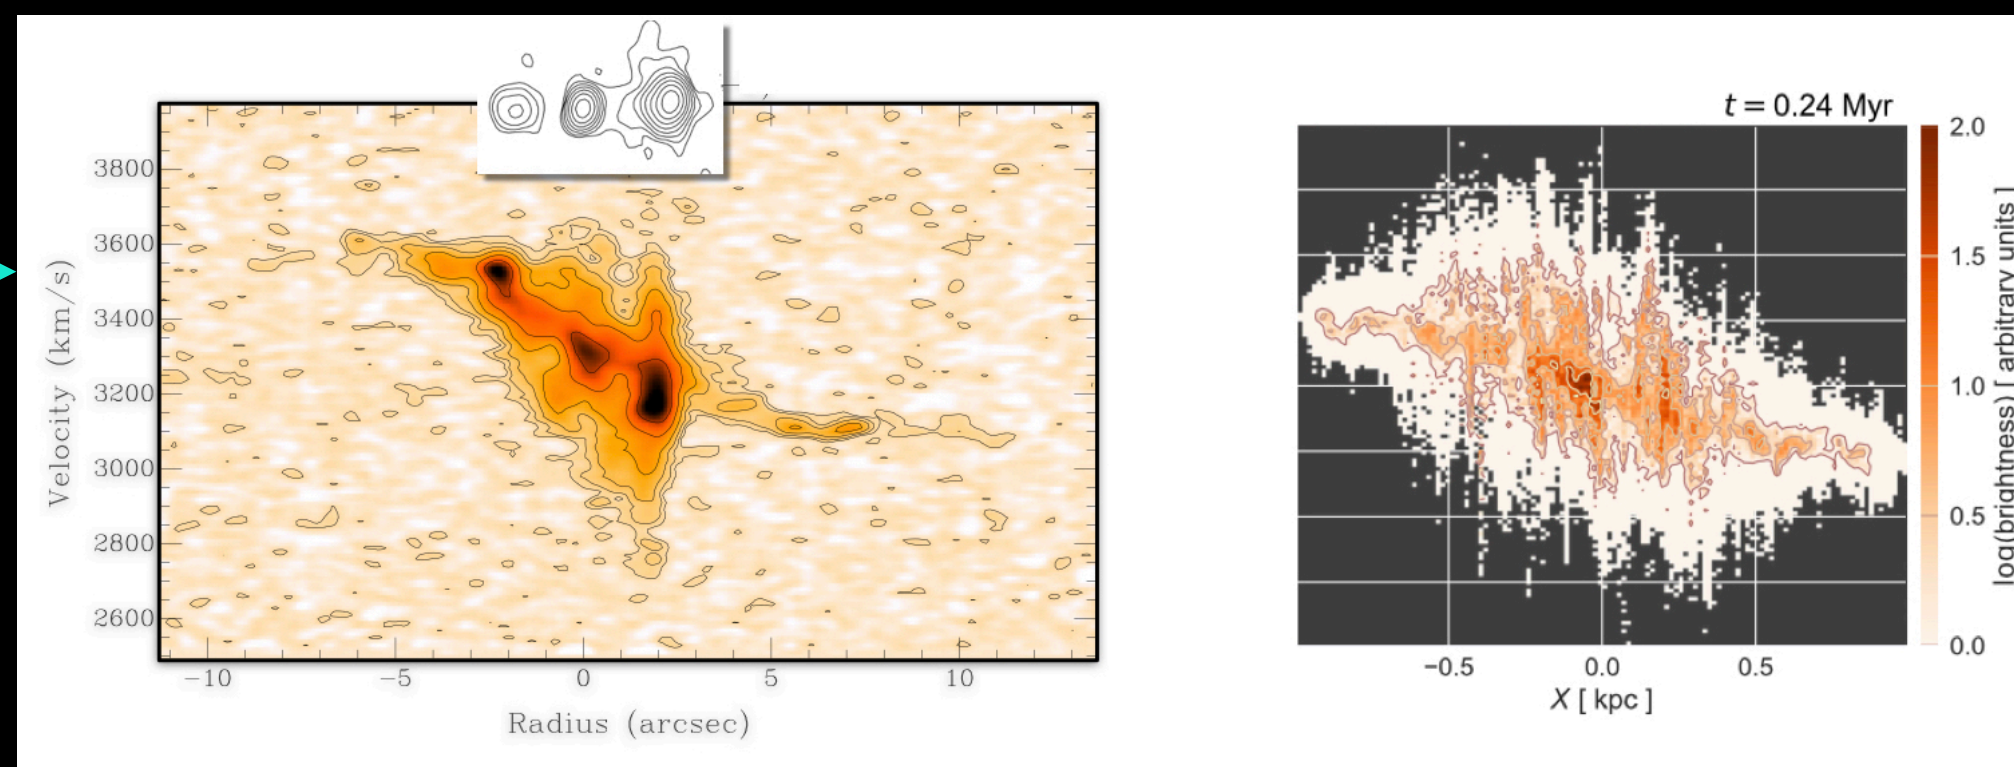 3800
3600
3400
3200
3000
2800
2600
Velocity (km/s)
−10 −5 0 5 10
Radius (arcsec)
t = 0.24 Myr
−0.5 0.0 0.5
X [ kpc ]
2.0
1.5
1.0
0.5
0.0
log(brightness) [ arbitrary units ]